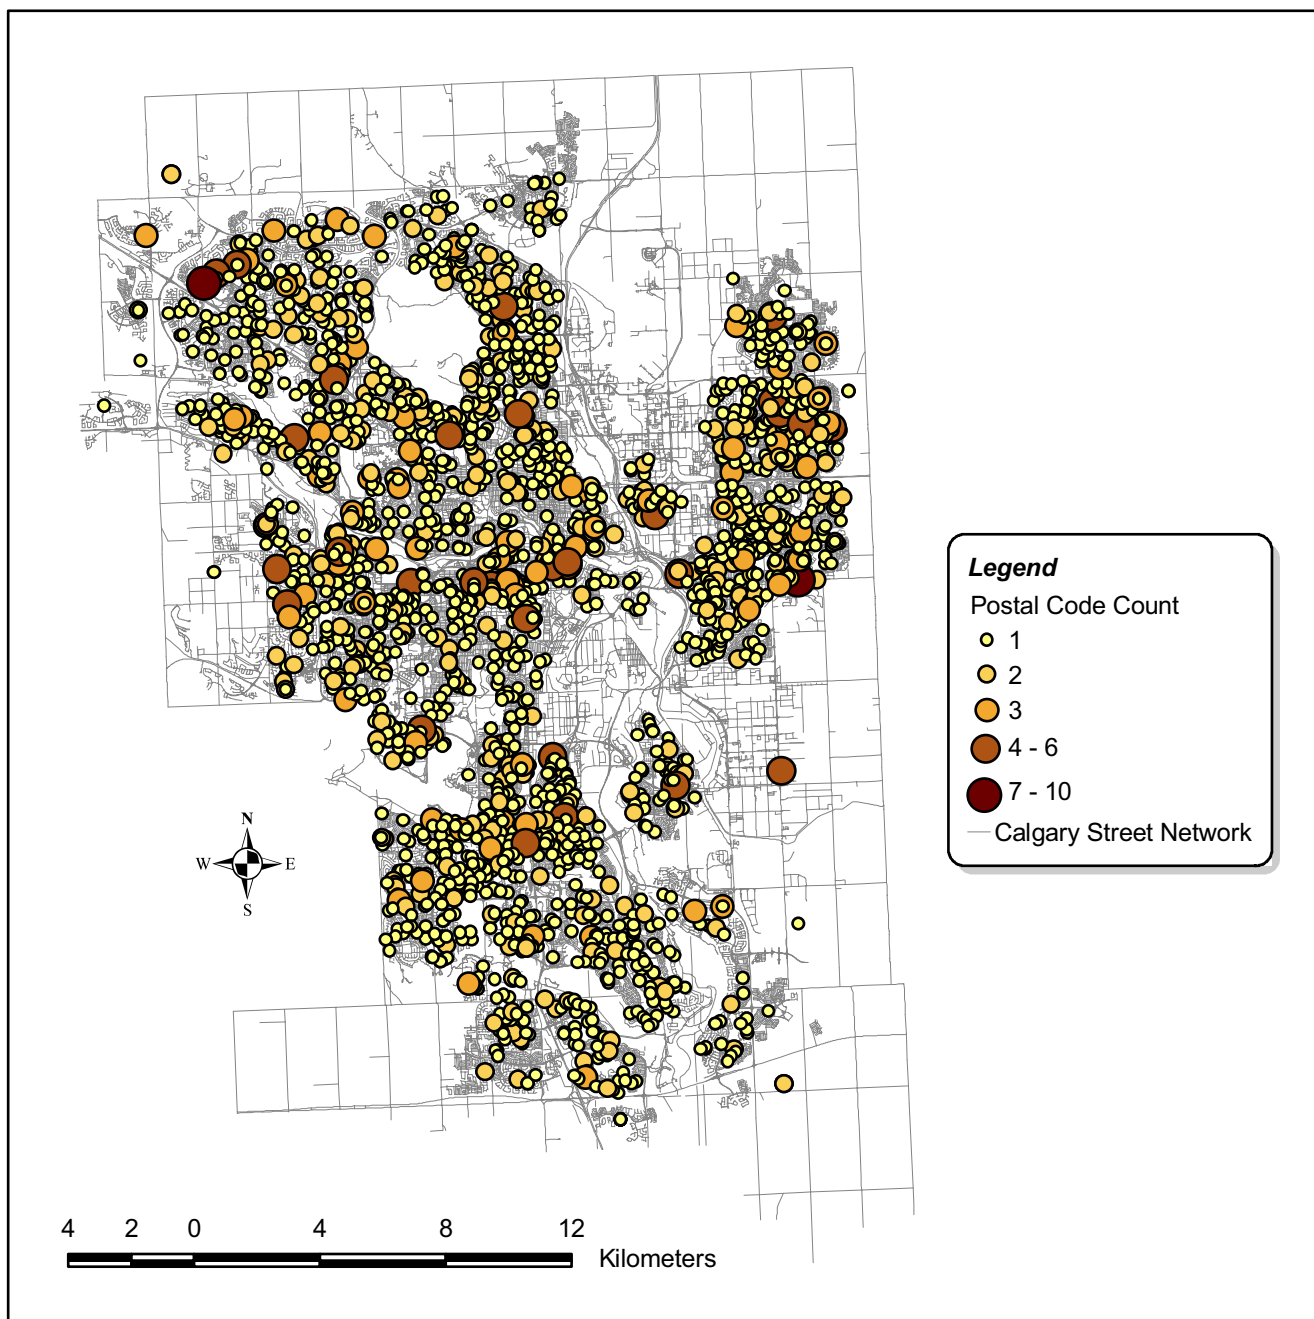 Legend
Postal Code Count
1
2
3
4 - 6
7 - 10
Calgary Street Network
N
W E
S
4 2 0 4 8 12
Kilometers